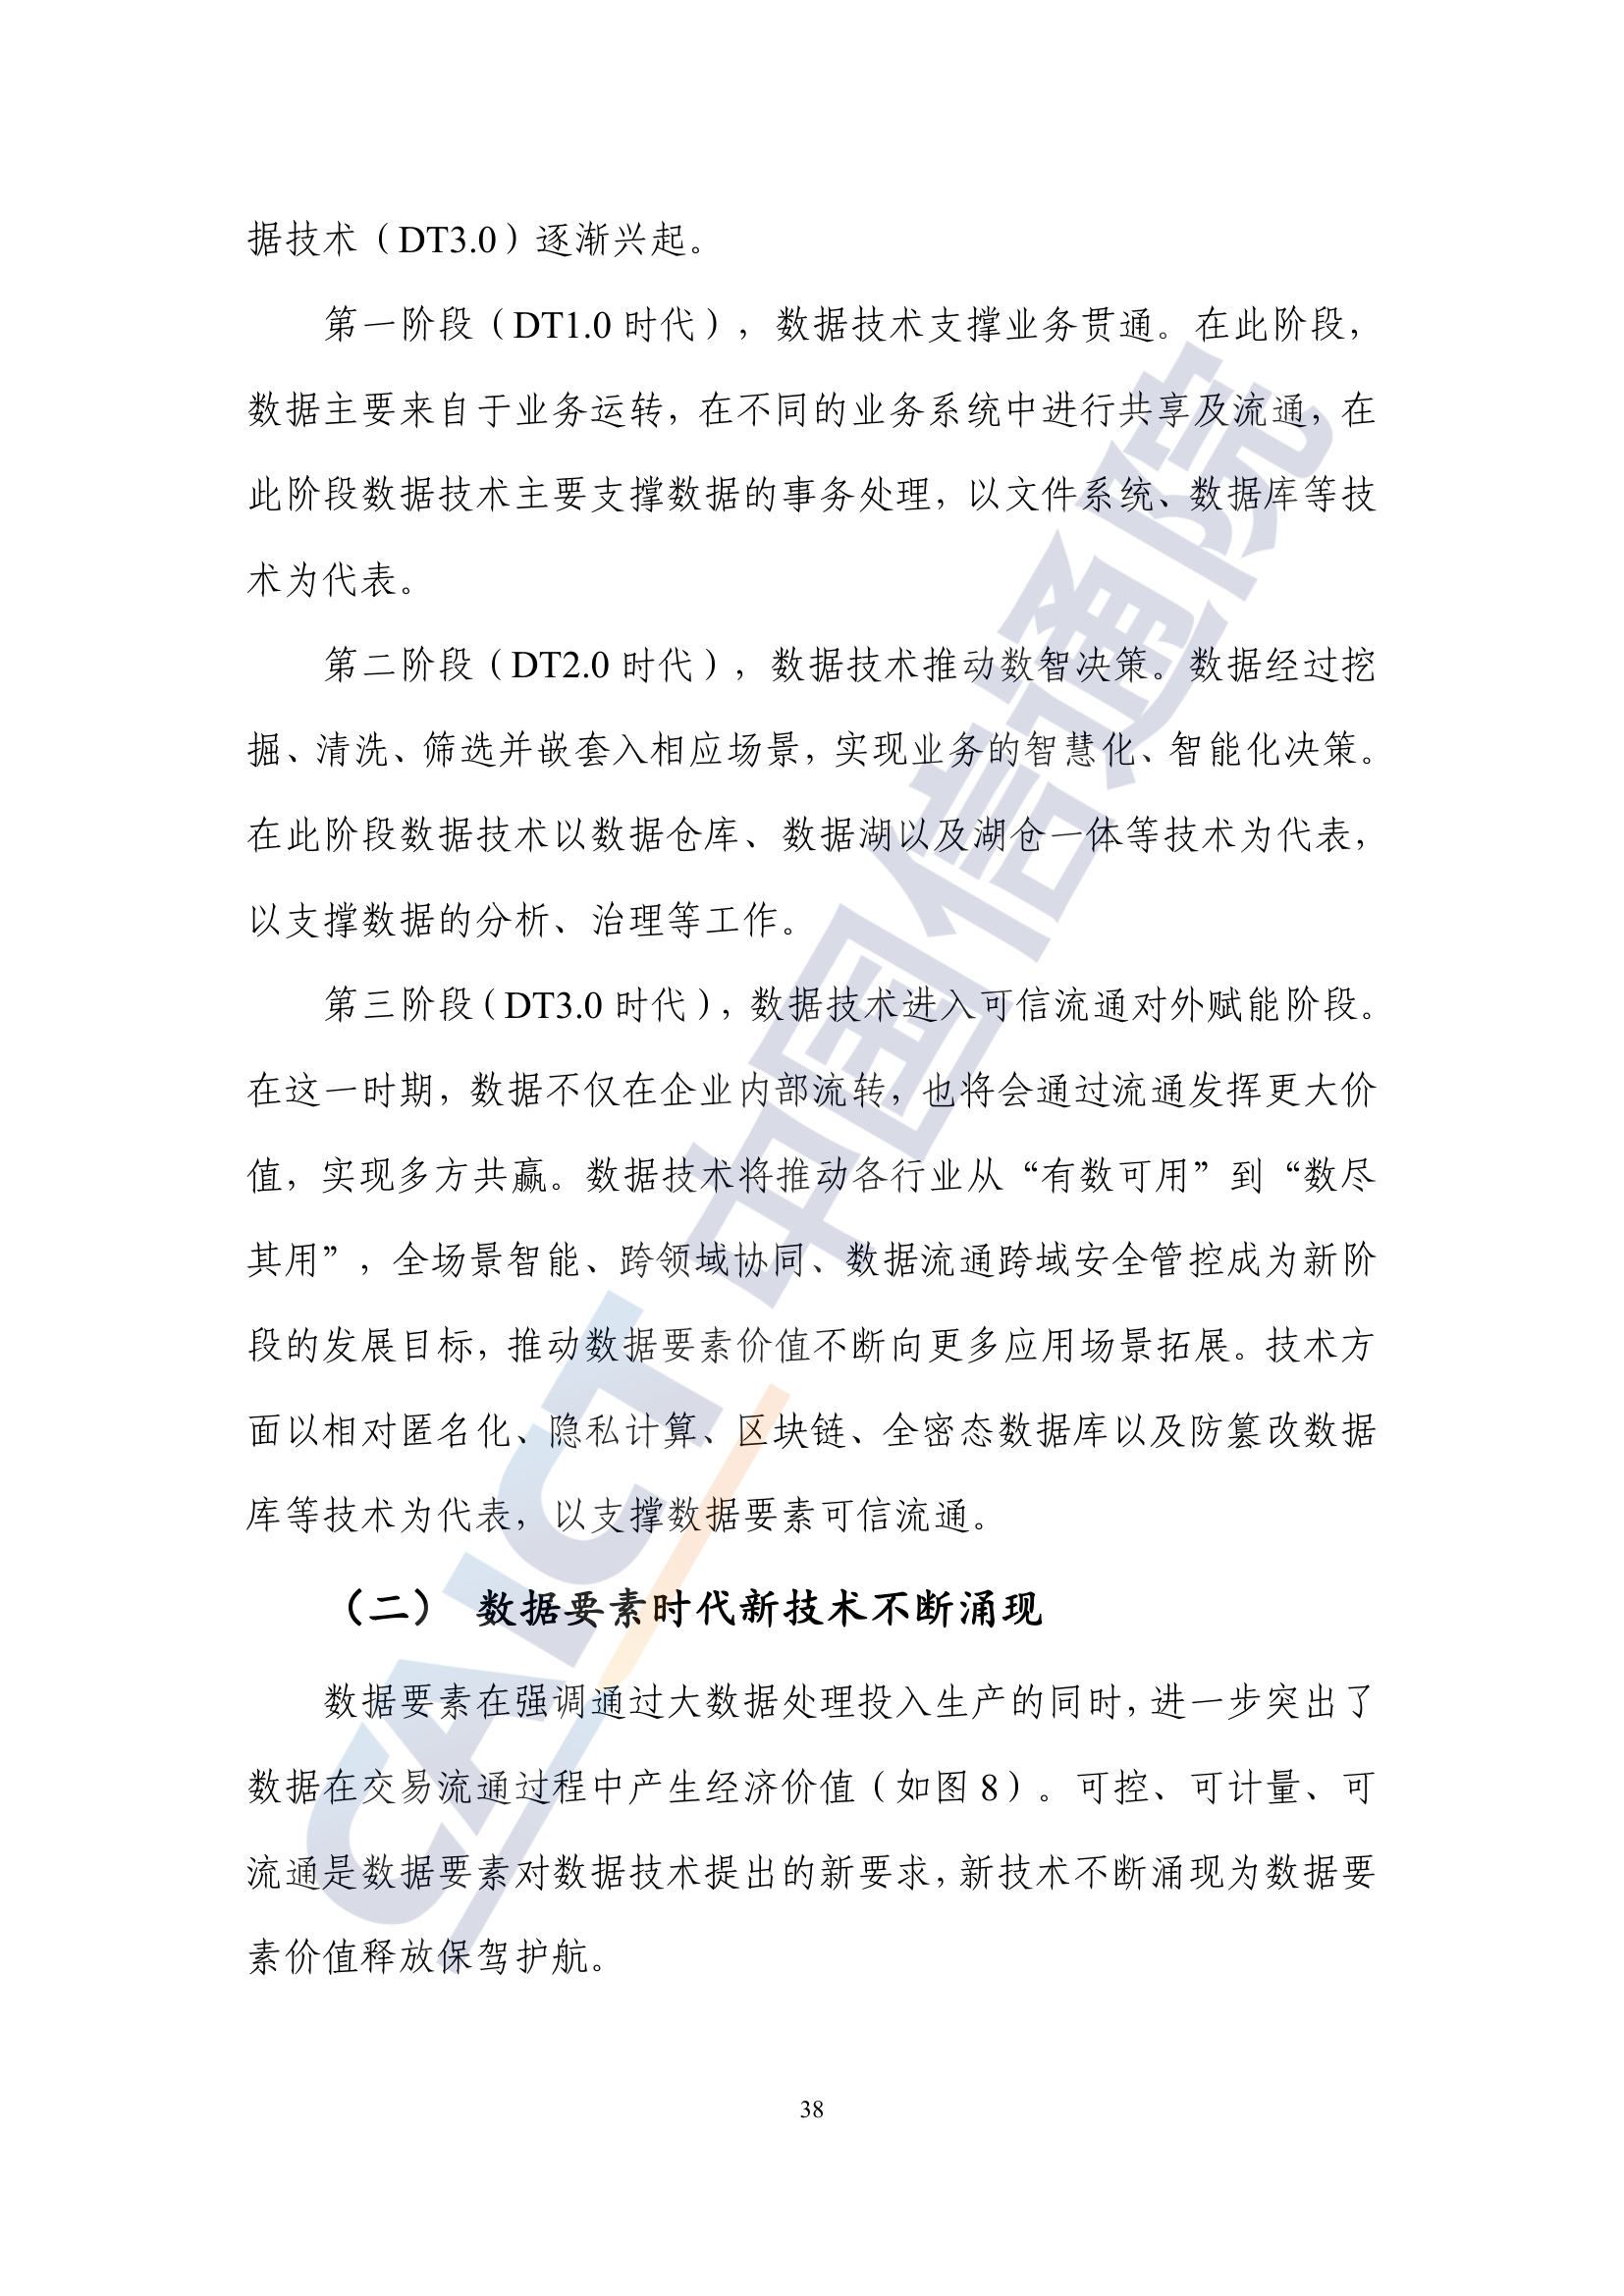 据技术（DT3.0）逐渐兴起。
第一阶段（DT1.0 时代），数据技术支撑业务贯通。在此阶段，
数据主要来自于业务运转，在不同的业务系统中进行共享及流通，在
此阶段数据技术主要支撑数据的事务处理，以文件系统、数据库等技
术为代表。
第二阶段（DT2.0 时代），数据技术推动数智决策。数据经过挖
掘、清洗、筛选并嵌套入相应场景，实现业务的智慧化、智能化决策。
在此阶段数据技术以数据仓库、数据湖以及湖仓一体等技术为代表，
以支撑数据的分析、治理等工作。
第三阶段（DT3.0 时代），数据技术进入可信流通对外赋能阶段。
在这一时期，数据不仅在企业内部流转，也将会通过流通发挥更大价
值，实现多方共赢。数据技术将推动各行业从“有数可用”到“数尽
其用”，全场景智能、跨领域协同、数据流通跨域安全管控成为新阶
段的发展目标，推动数据要素价值不断向更多应用场景拓展。技术方
面以相对匿名化、隐私计算、区块链、全密态数据库以及防篡改数据
库等技术为代表，以支撑数据要素可信流通。
（二） 数据要素时代新技术不断涌现
数据要素在强调通过大数据处理投入生产的同时，进一步突出了
数据在交易流通过程中产生经济价值（如图 8）。可控、可计量、可
流通是数据要素对数据技术提出的新要求，新技术不断涌现为数据要
素价值释放保驾护航。
38
CAICT 中国信通院